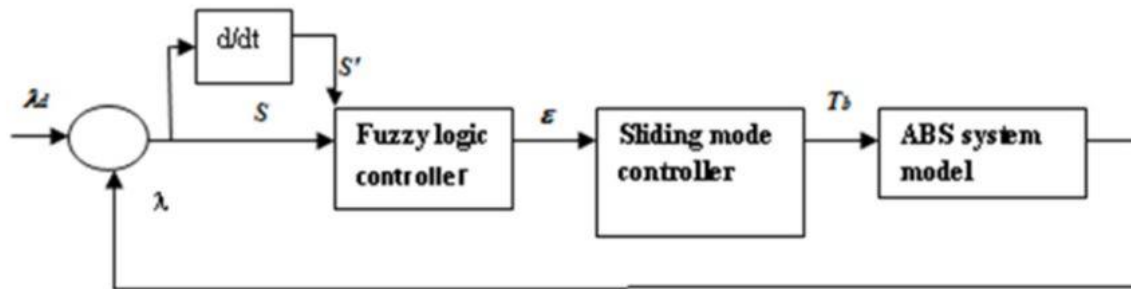 d/dt
S'
λd
S
Fuzzy logic
controller
ε
Sliding mode
controller
Tb
ABS system
model
λ